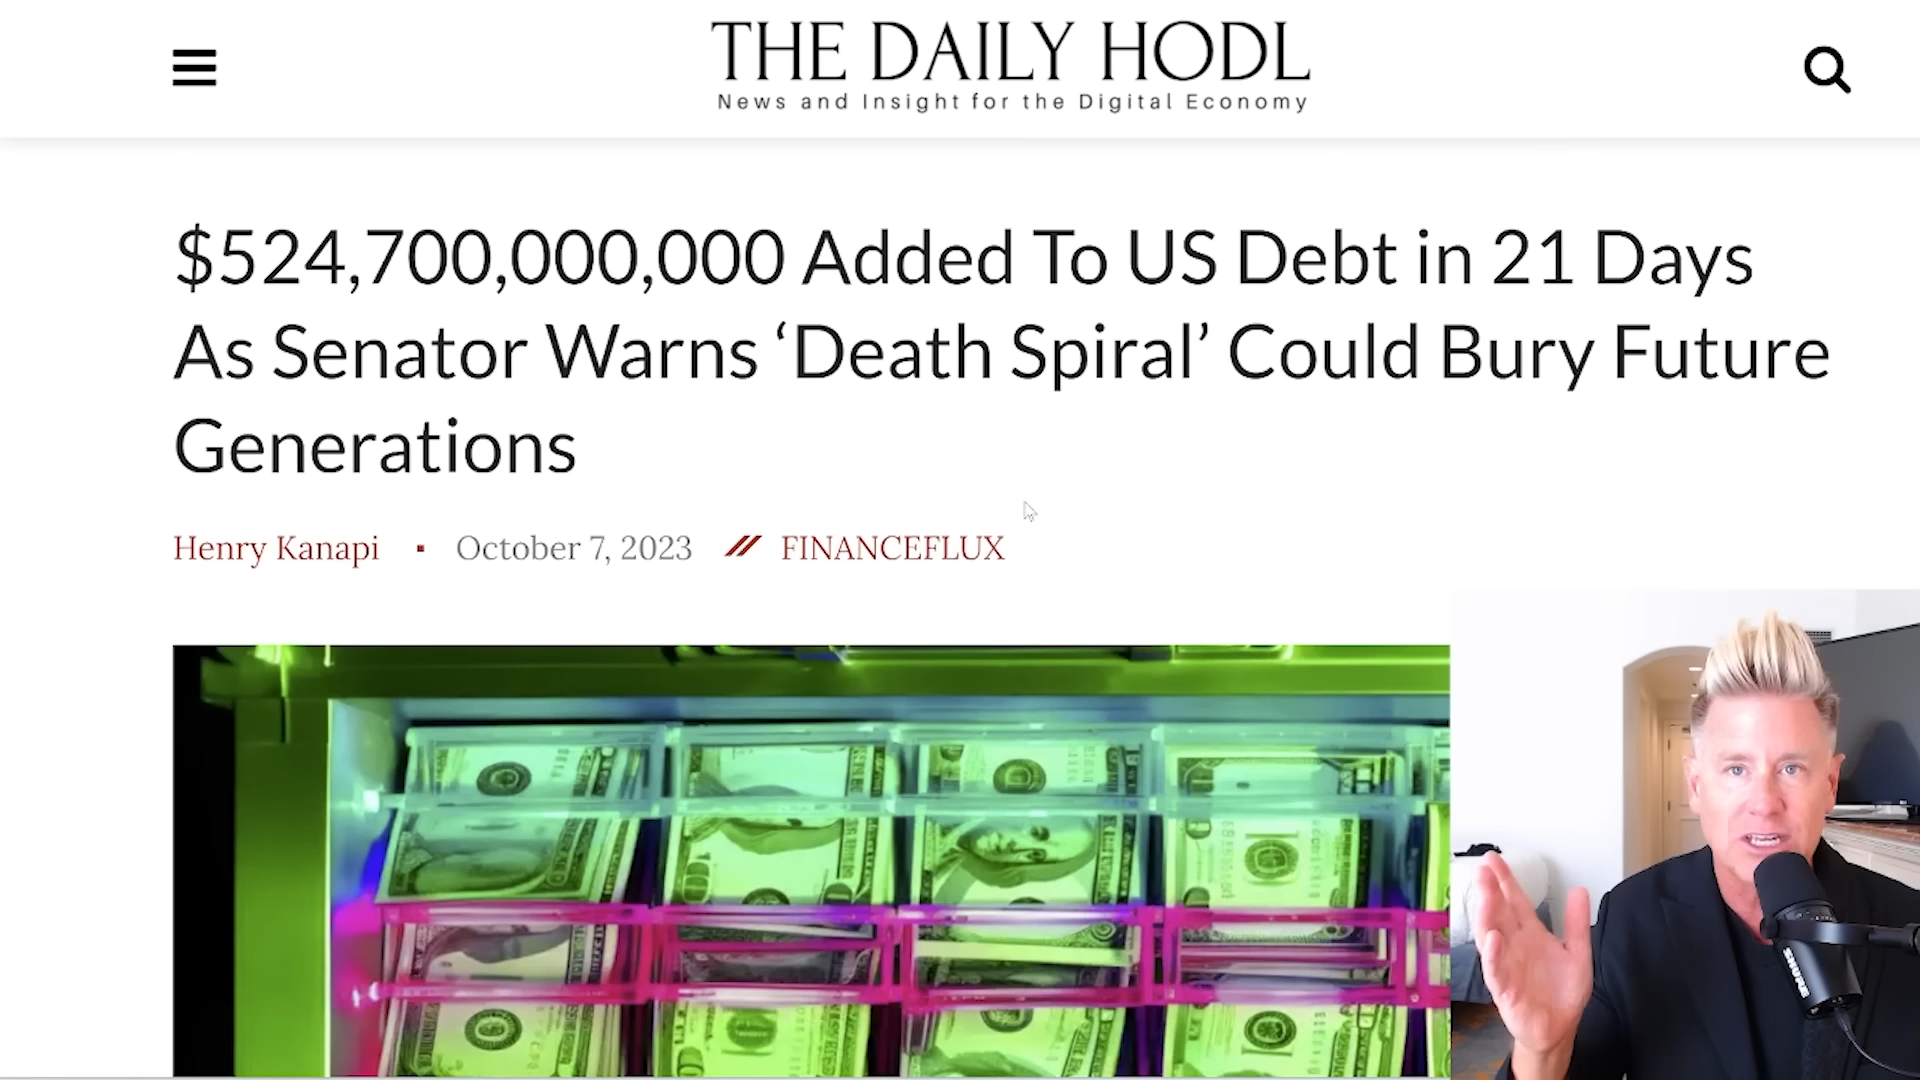 THE DAILY HODL
News and Insight for the Digital Economy
$524,700,000,000 Added To US Debt in 21 Days
As Senator Warns ‘Death Spiral’ Could Bury Future
Generations
Henry Kanapi ▪ October 7, 2023 // FINANCEFLUX
SHURE